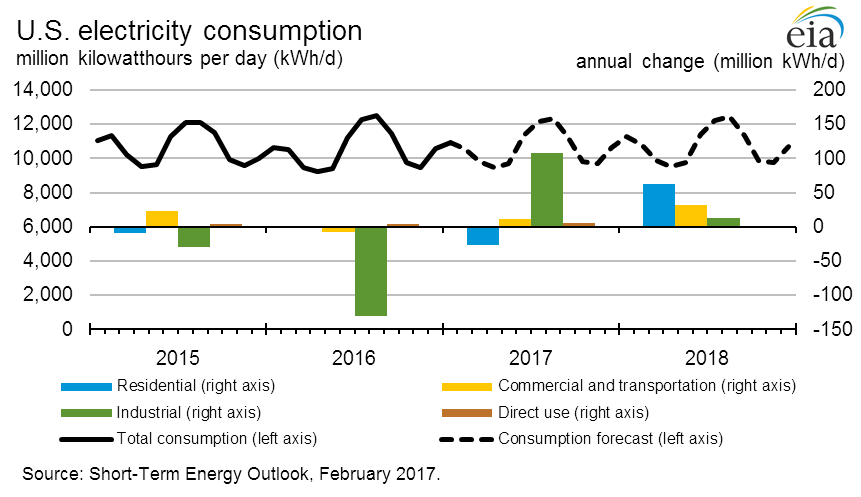 U.S. electricity consumption
million kilowatthours per day (kWh/d)
eia
annual change (million kWh/d)
14,000
12,000
10,000
8,000
6,000
4,000
2,000
0
200
150
100
50
0
-50
-100
-150
2015 2016 2017 2018
Residential (right axis) Commercial and transportation (right axis)
Industrial (right axis) Direct use (right axis)
Total consumption (left axis) Consumption forecast (left axis)
Source: Short-Term Energy Outlook, February 2017.